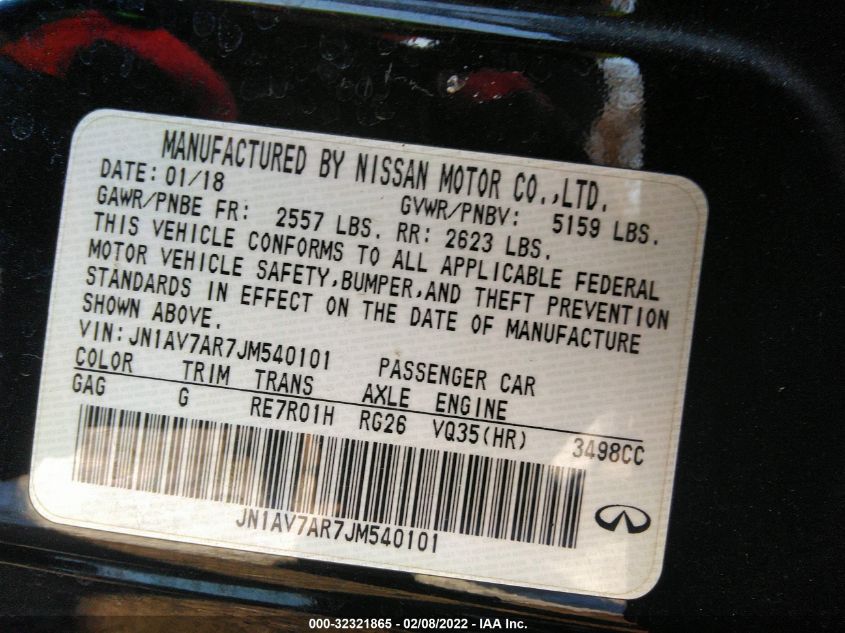 MANUFACTURED BY NISSAN MOTOR CO.,LTD.
DATE: 01/18 GVWR/PNBV: 5159 LBS.
GAWR/PNBE FR: 2557 LBS. RR: 2623 LBS.
THIS VEHICLE CONFORMS TO ALL APPLICABLE FEDERAL
MOTOR VEHICLE SAFETY,BUMPER,AND THEFT PREVENTION
STANDARDS IN EFFECT ON THE DATE OF MANUFACTURE
SHOWN ABOVE.
VIN:JN1AV7AR7JM540101 PASSENGER CAR
COLOR TRIM TRANS AXLE ENGINE
GAG G RE7R01H RG26 VQ35(HR) 3498CC
JN1AV7AR7JM540101
000-32321865 - 02/08/2022 - IAA Inc.